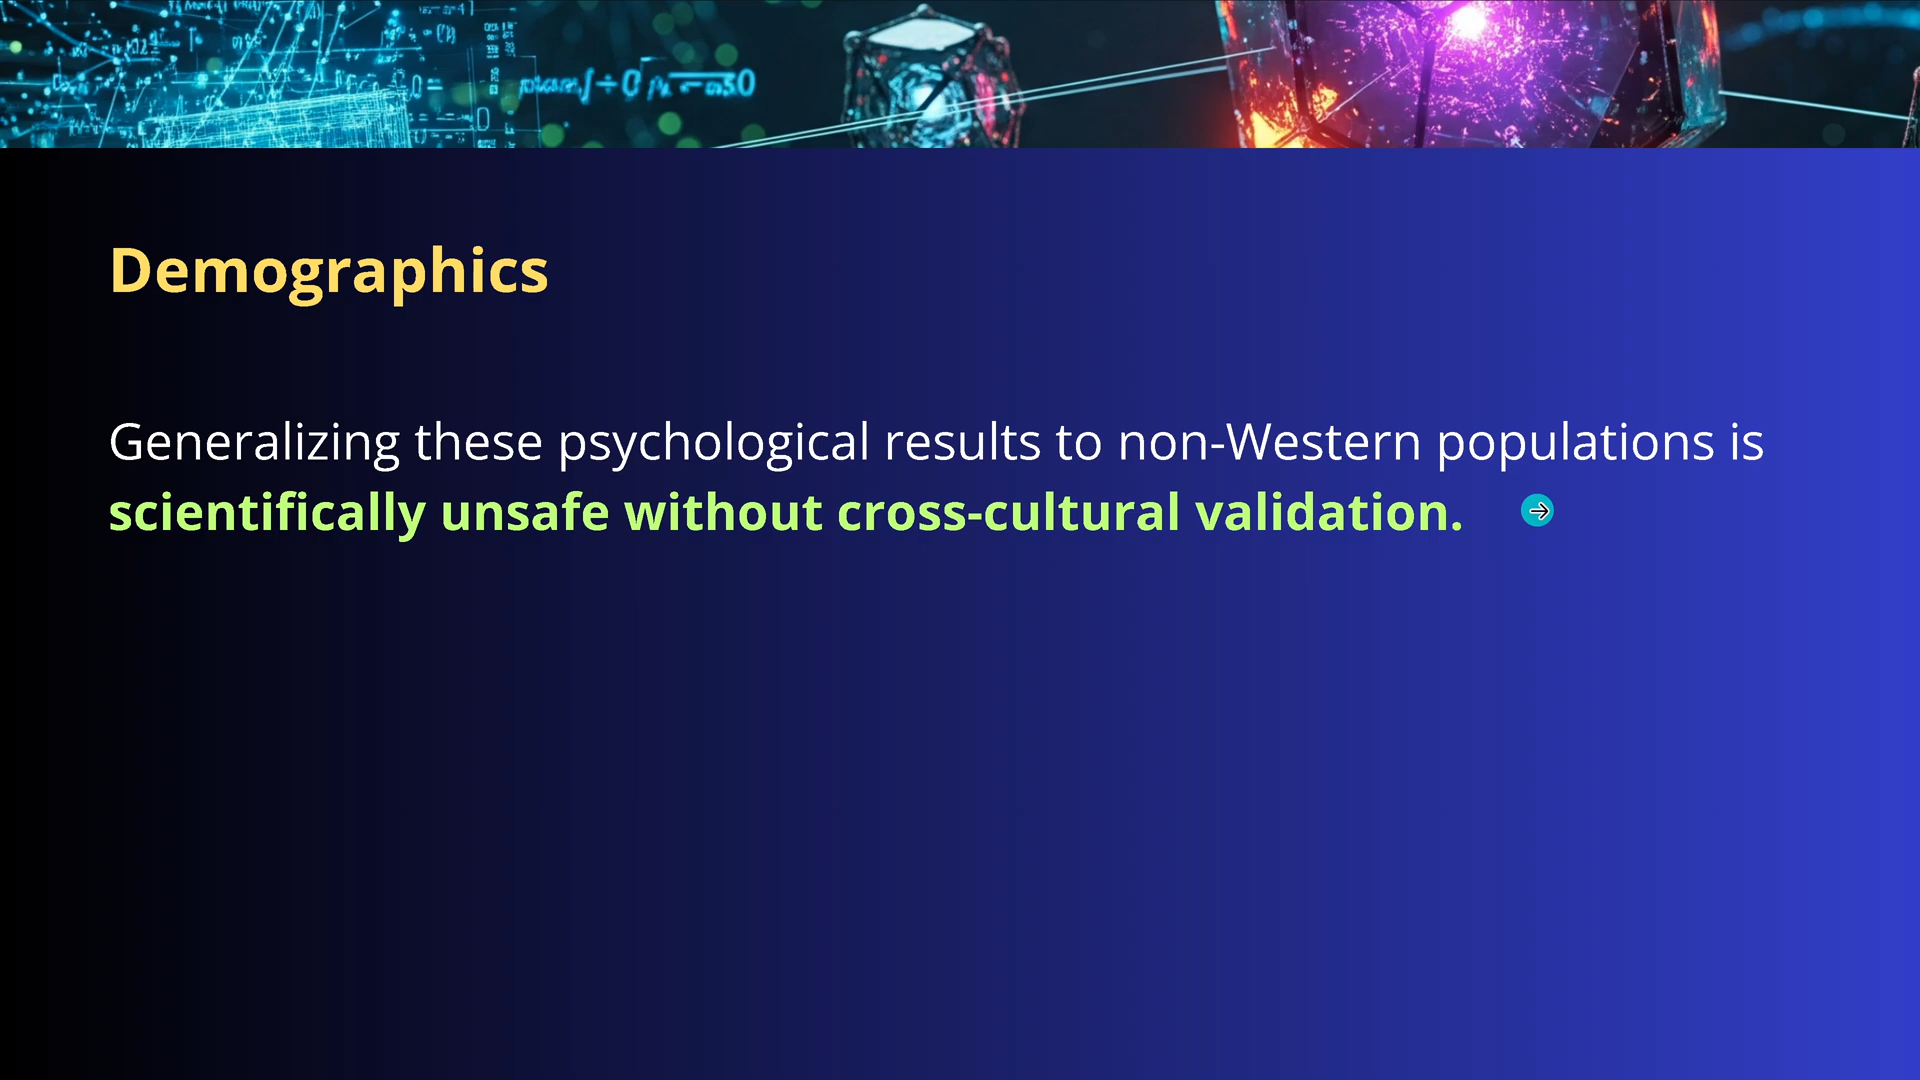 Demographics
Generalizing these psychological results to non-Western populations is
scientifically unsafe without cross-cultural validation.